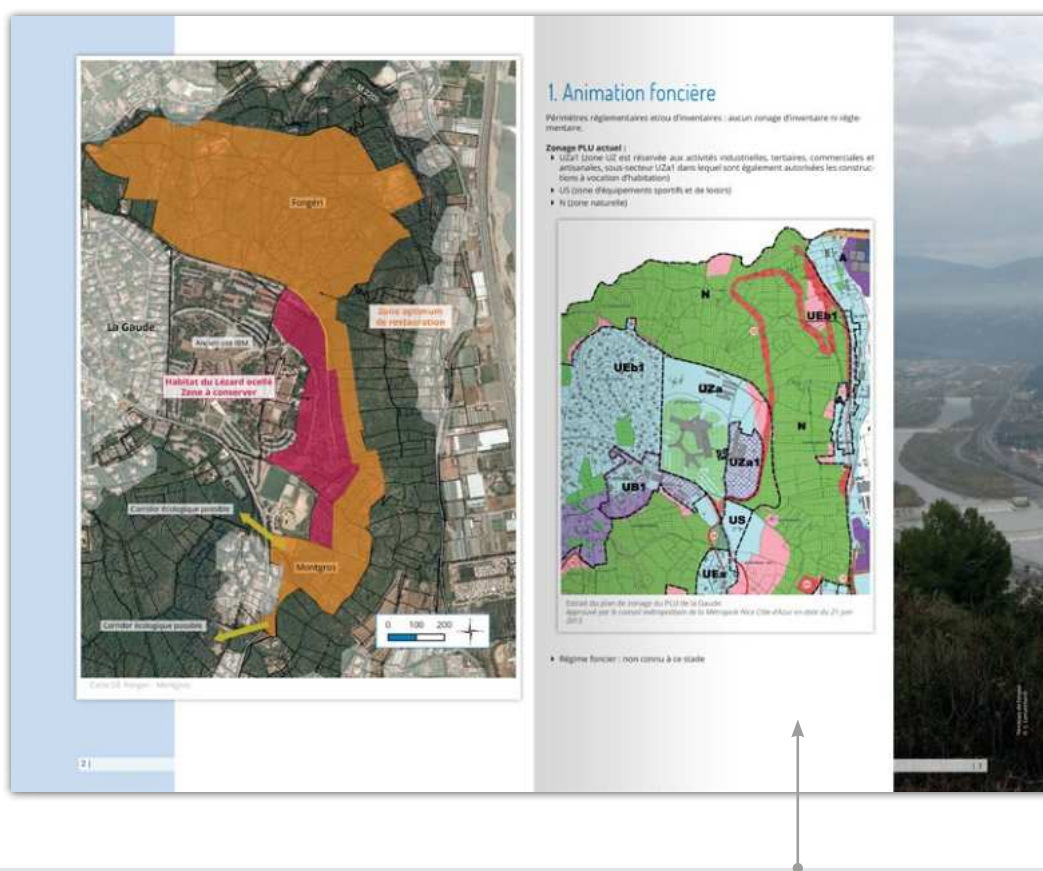 Fongéri
La Gaude
Ancien site IBM
Zone optimum
de restauration
Habitat du Lézard ocellé
Zone à conserver
Corridor écologique possible
Montgros
Corridor écologique possible
0 100 200
2 |
1. Animation foncière
Périmètres réglementaires et/ou d'inventaires : aucun zonage d'inventaire ni régle-
mentaire.
Zonage PLU actuel :
UZa1 (zone UZ est réservée aux activités industrielles, tertiaires, commerciales et
artisanales, sous-secteur UZa1 dans lequel sont également autorisées les construc-
tions à vocation d'habitation)
US (zone d'équipements sportifs et de loisirs)
N (zone naturelle)
N
A
UEb1
UEb1
UZa
N
UZa1
UB1
US
UEa
Extrait du plan de zonage du PLU de la Gaude
Approuvé par le conseil métropolitain de la Métropole Nice Côte d'Azur en date du 21 juin
2013
Régime foncier : non connu à ce stade